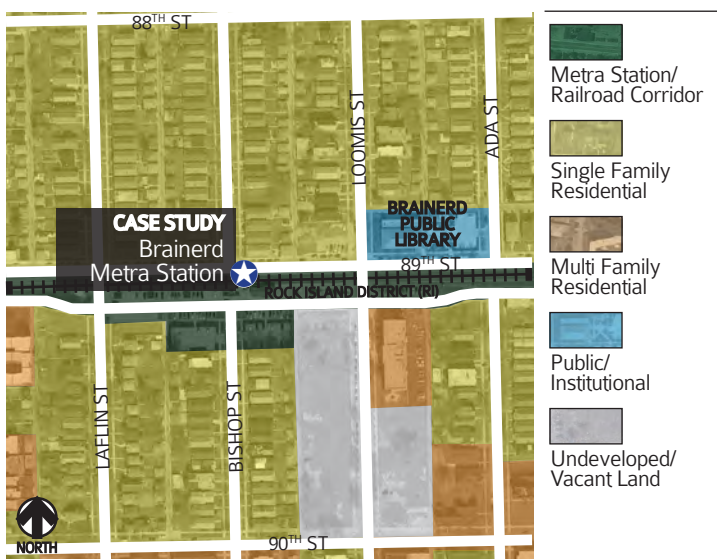 88TH ST
LOOMIS ST
ADA ST
CASE STUDY
Brainerd
Metra Station
BRAINERD
PUBLIC
LIBRARY
89TH ST
ROCK ISLAND DISTRICT (RI)
LAFLIN ST
BISHOP ST
90TH ST
NORTH
Metra Station/
Railroad Corridor
Single Family
Residential
Multi Family
Residential
Public/
Institutional
Undeveloped/
Vacant Land